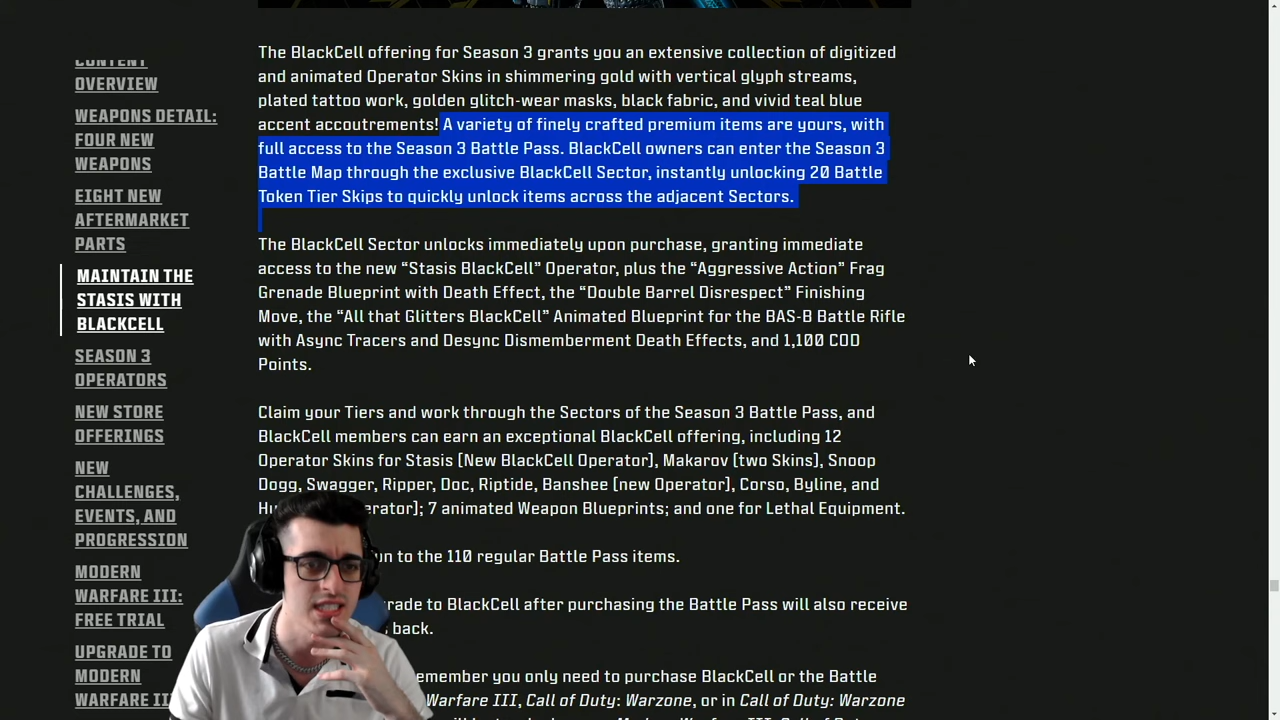 CONTENT
OVERVIEW
WEAPONS DETAIL:
FOUR NEW
WEAPONS
EIGHT NEW
AFTERMARKET
PARTS
MAINTAIN THE
STASIS WITH
BLACKCELL
SEASON 3
OPERATORS
NEW STORE
OFFERINGS
NEW
CHALLENGES,
EVENTS, AND
PROGRESSION
MODERN
WARFARE III:
FREE TRIAL
UPGRADE TO
MODERN
WARFARE III
The BlackCell offering for Season 3 grants you an extensive collection of digitized
and animated Operator Skins in shimmering gold with vertical glyph streams,
plated tattoo work, golden glitch-wear masks, black fabric, and vivid teal blue
accent accoutrements! A variety of finely crafted premium items are yours, with
full access to the Season 3 Battle Pass. BlackCell owners can enter the Season 3
Battle Map through the exclusive BlackCell Sector, instantly unlocking 20 Battle
Token Tier Skips to quickly unlock items across the adjacent Sectors.
The BlackCell Sector unlocks immediately upon purchase, granting immediate
access to the new “Stasis BlackCell” Operator, plus the “Aggressive Action” Frag
Grenade Blueprint with Death Effect, the “Double Barrel Disrespect” Finishing
Move, the “All that Glitters BlackCell” Animated Blueprint for the BAS-B Battle Rifle
with Async Tracers and Desync Dismemberment Death Effects, and 1,100 COD
Points.
Claim your Tiers and work through the Sectors of the Season 3 Battle Pass, and
BlackCell members can earn an exceptional BlackCell offering, including 12
Operator Skins for Stasis [New BlackCell Operator], Makarov [two Skins], Snoop
Dogg, Swagger, Ripper, Doc, Riptide, Banshee [new Operator], Corso, Byline, and
7 animated Weapon Blueprints; and one for Lethal Equipment.
to the 110 regular Battle Pass items.
to BlackCell after purchasing the Battle Pass will also receive
back.
you only need to purchase BlackCell or the Battle
Warfare III, Call of Duty: Warzone, or in Call of Duty: Warzone